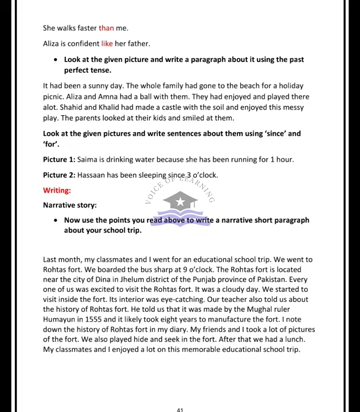 She walks faster than me.
Aliza is confident like her father.
• Look at the given picture and write a paragraph about it using the past
perfect tense.
It had been a sunny day. The whole family had gone to the beach for a holiday
picnic. Aliza and Amna had a ball with them. They had enjoyed and played there
alot. Shahid and Khalid had made a castle with the soil and enjoyed this messy
play. The parents looked at their kids and smiled at them.
Look at the given pictures and write sentences about them using ‘since’ and
‘for’.
Picture 1: Saima is drinking water because she has been running for 1 hour.
Picture 2: Hassaan has been sleeping since 3 o’clock.
VOICE OF LEARNING
Writing:
Narrative story:
• Now use the points you read above to write a narrative short paragraph
about your school trip.
Last month, my classmates and I went for an educational school trip. We went to
Rohtas fort. We boarded the bus sharp at 9 o’clock. The Rohtas fort is located
near the city of Dina in Jhelum district of the Punjab province of Pakistan. Every
one of us was excited to visit the Rohtas fort. It was a cloudy day. We started to
visit inside the fort. Its interior was eye-catching. Our teacher also told us about
the history of Rohtas fort. He told us that it was made by the Mughal ruler
Humayun in 1555 and it likely took eight years to manufacture the fort. I note
down the history of Rohtas fort in my diary. My friends and I took a lot of pictures
of the fort. We also played hide and seek in the fort. After that we had a lunch.
My classmates and I enjoyed a lot on this memorable educational school trip.
41